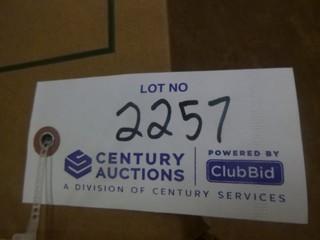 LOT NO
2257
CENTURY AUCTIONS
POWERED BY
ClubBid
A DIVISION OF CENTURY SERVICES